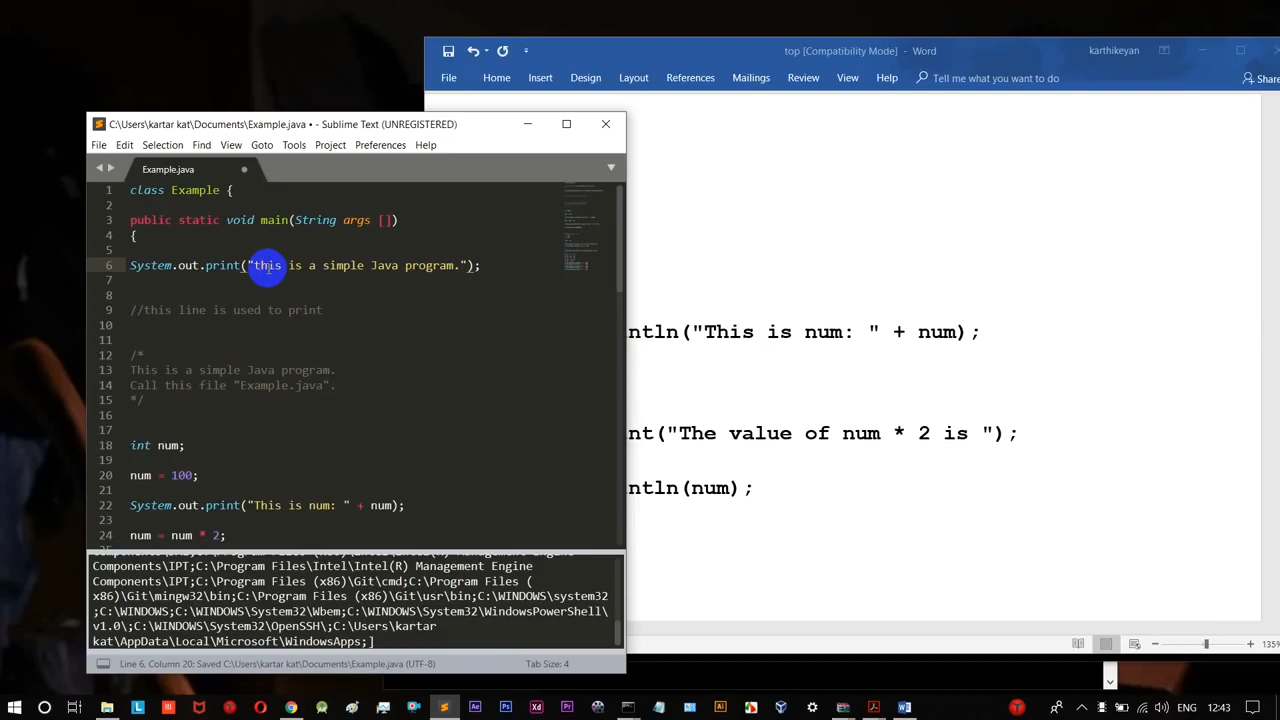 top [Compatibility Mode] - Word
karthikeyan
File Home Insert Design Layout References Mailings Review View Help Tell me what you want to do Share
C:\Users\kartar kat\Documents\Example.java • - Sublime Text (UNREGISTERED)
File Edit Selection Find View Goto Tools Project Preferences Help
Example.java
1 class Example {
2
3 public static void main(String args [])
4 {
5
6 System.out.print("this is a simple Java program.");
7
8
9 //this line is used to print
10
11
12 /*
13 This is a simple Java program.
14 Call this file "Example.java".
15 */
16
17
18 int num;
19
20 num = 100;
21
22 System.out.print("This is num: " + num);
23
24 num = num * 2;
Components\IPT;C:\Program Files\Intel\Intel(R) Management Engine
Components\IPT;C:\Program Files (x86)\Git\cmd;C:\Program Files (
x86)\Git\mingw32\bin;C:\Program Files (x86)\Git\usr\bin;C:\WINDOWS\system32
;C:\WINDOWS;C:\WINDOWS\System32\Wbem;C:\WINDOWS\System32\WindowsPowerShell\
v1.0\;C:\WINDOWS\System32\OpenSSH\;C:\Users\kartar
kat\AppData\Local\Microsoft\WindowsApps;]
Line 6, Column 20: Saved C:\Users\kartar kat\Documents\Example.java (UTF-8) Tab Size: 4
ntln("This is num: " + num);
nt("The value of num * 2 is ");
ntln(num);
135%
ENG 12:43